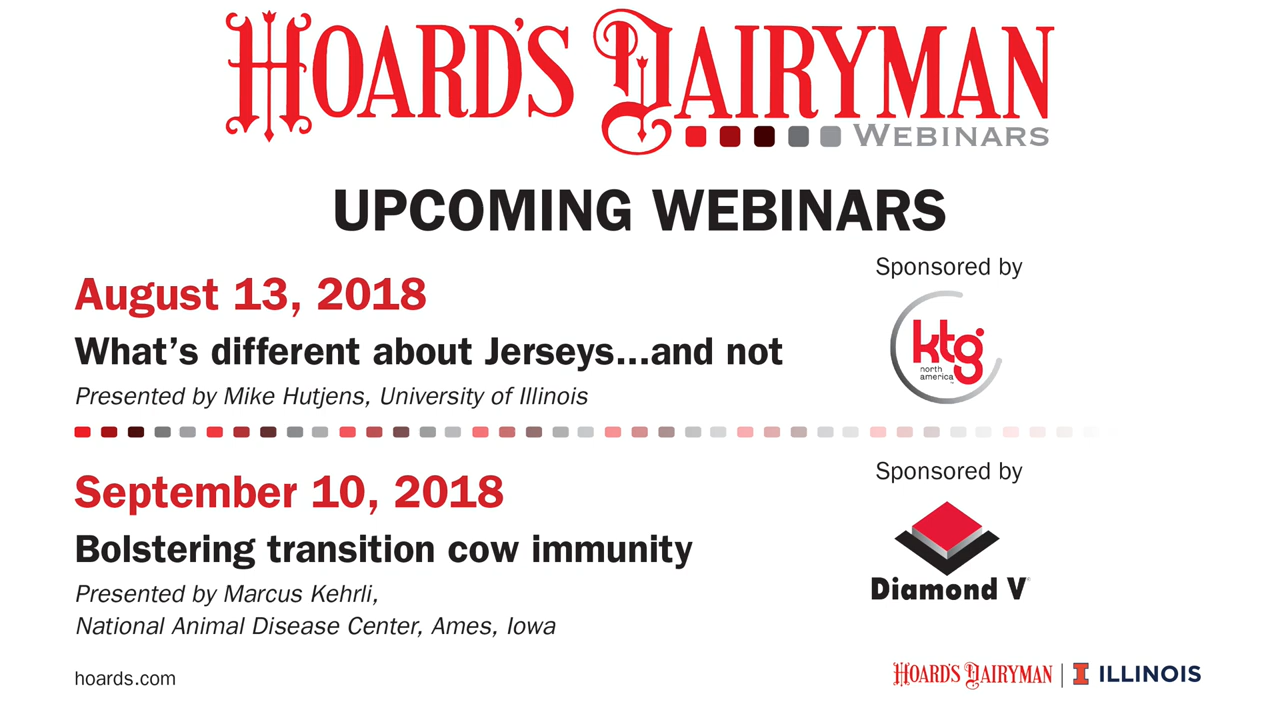 HOARD'S DAIRYMAN
WEBINARS
UPCOMING WEBINARS
August 13, 2018
What's different about Jerseys...and not
Presented by Mike Hutjens, University of Illinois
Sponsored by
ktg
north
america
September 10, 2018
Bolstering transition cow immunity
Presented by Marcus Kehrli,
National Animal Disease Center, Ames, Iowa
Sponsored by
Diamond V
hoards.com
HOARD'S DAIRYMAN | I ILLINOIS